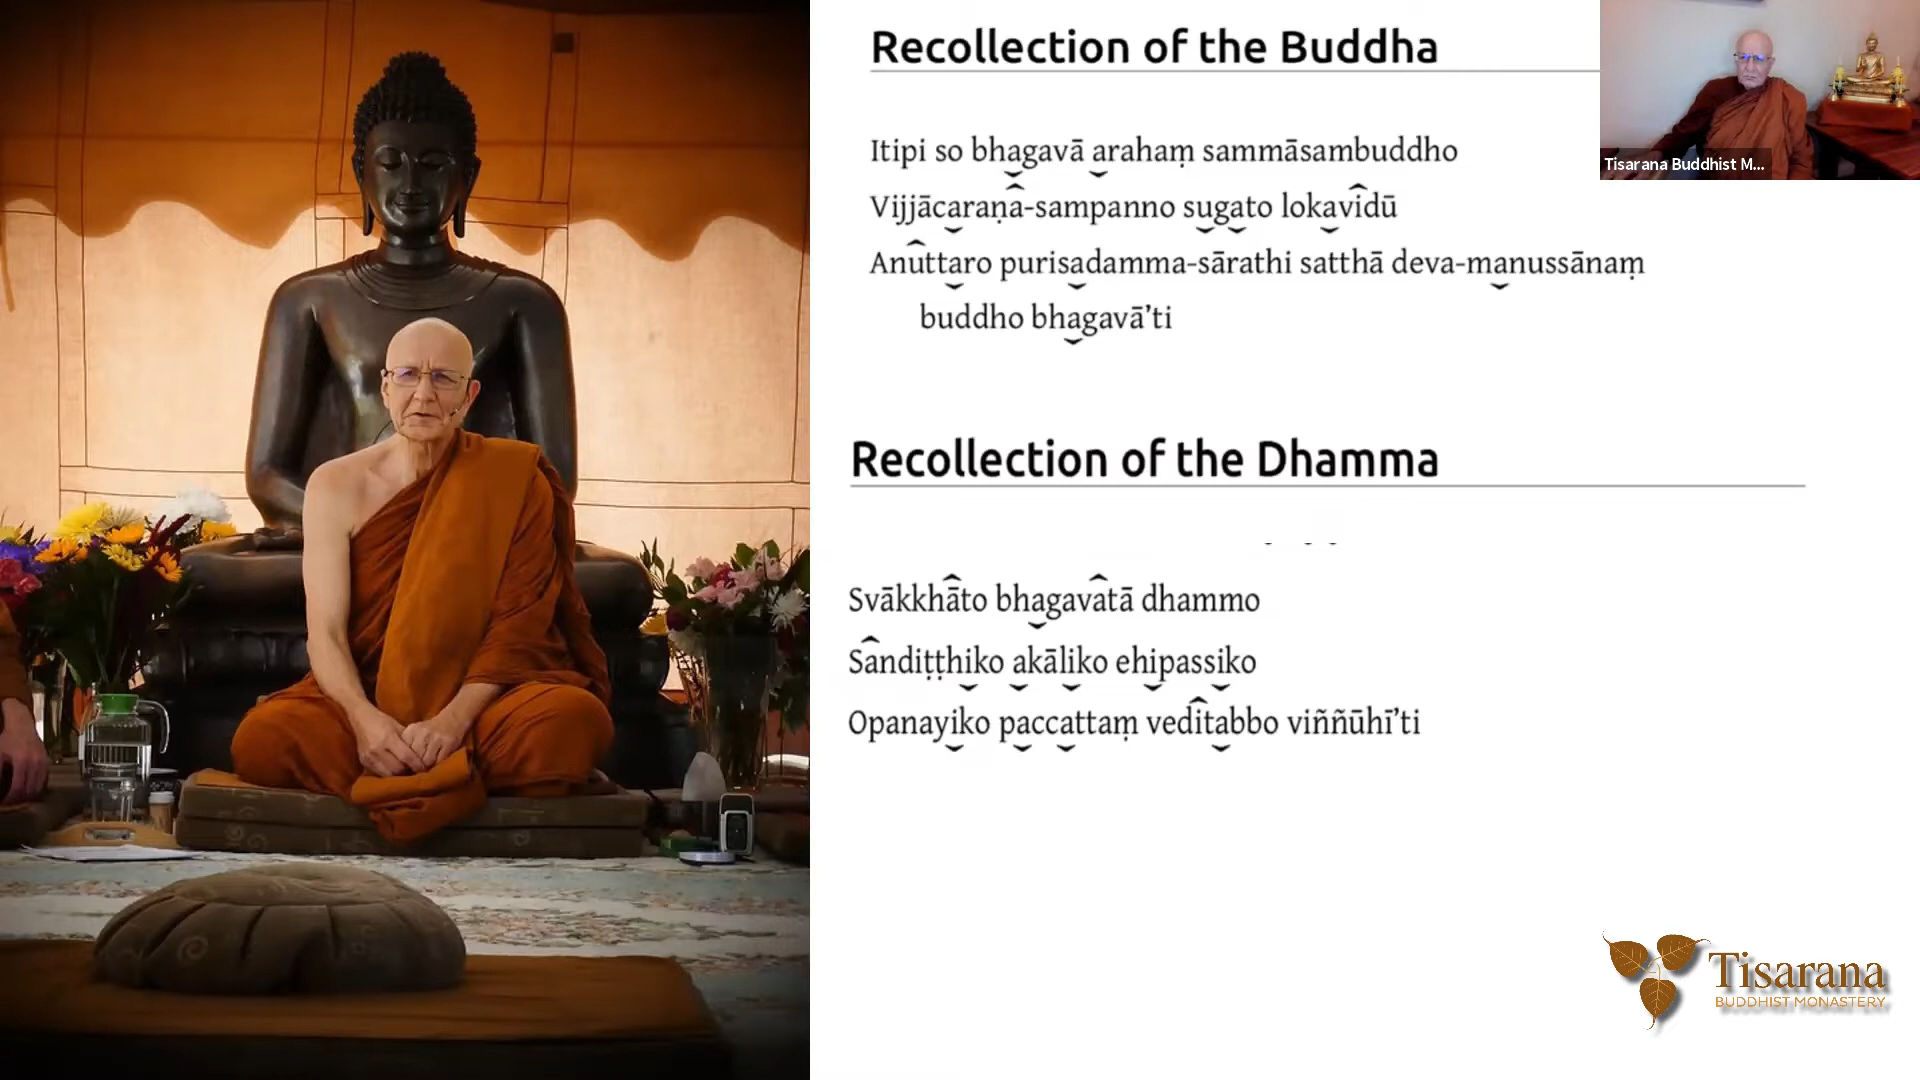 Recollection of the Buddha
Itipi so bhagavā arahaṃ sammāsambuddho
Vijjācaraṇa-sampanno sugato lokavidū
Anuttaro purisadamma-sārathi satthā deva-manussānaṃ
buddho bhagavā’ti
Recollection of the Dhamma
Svākkhāto bhagavatā dhammo
Sandiṭṭhiko akāliko ehipassiko
Opanayiko paccattaṃ veditabbo viññūhī’ti
Tisarana Buddhist M...
Tisarana
BUDDHIST MONASTERY